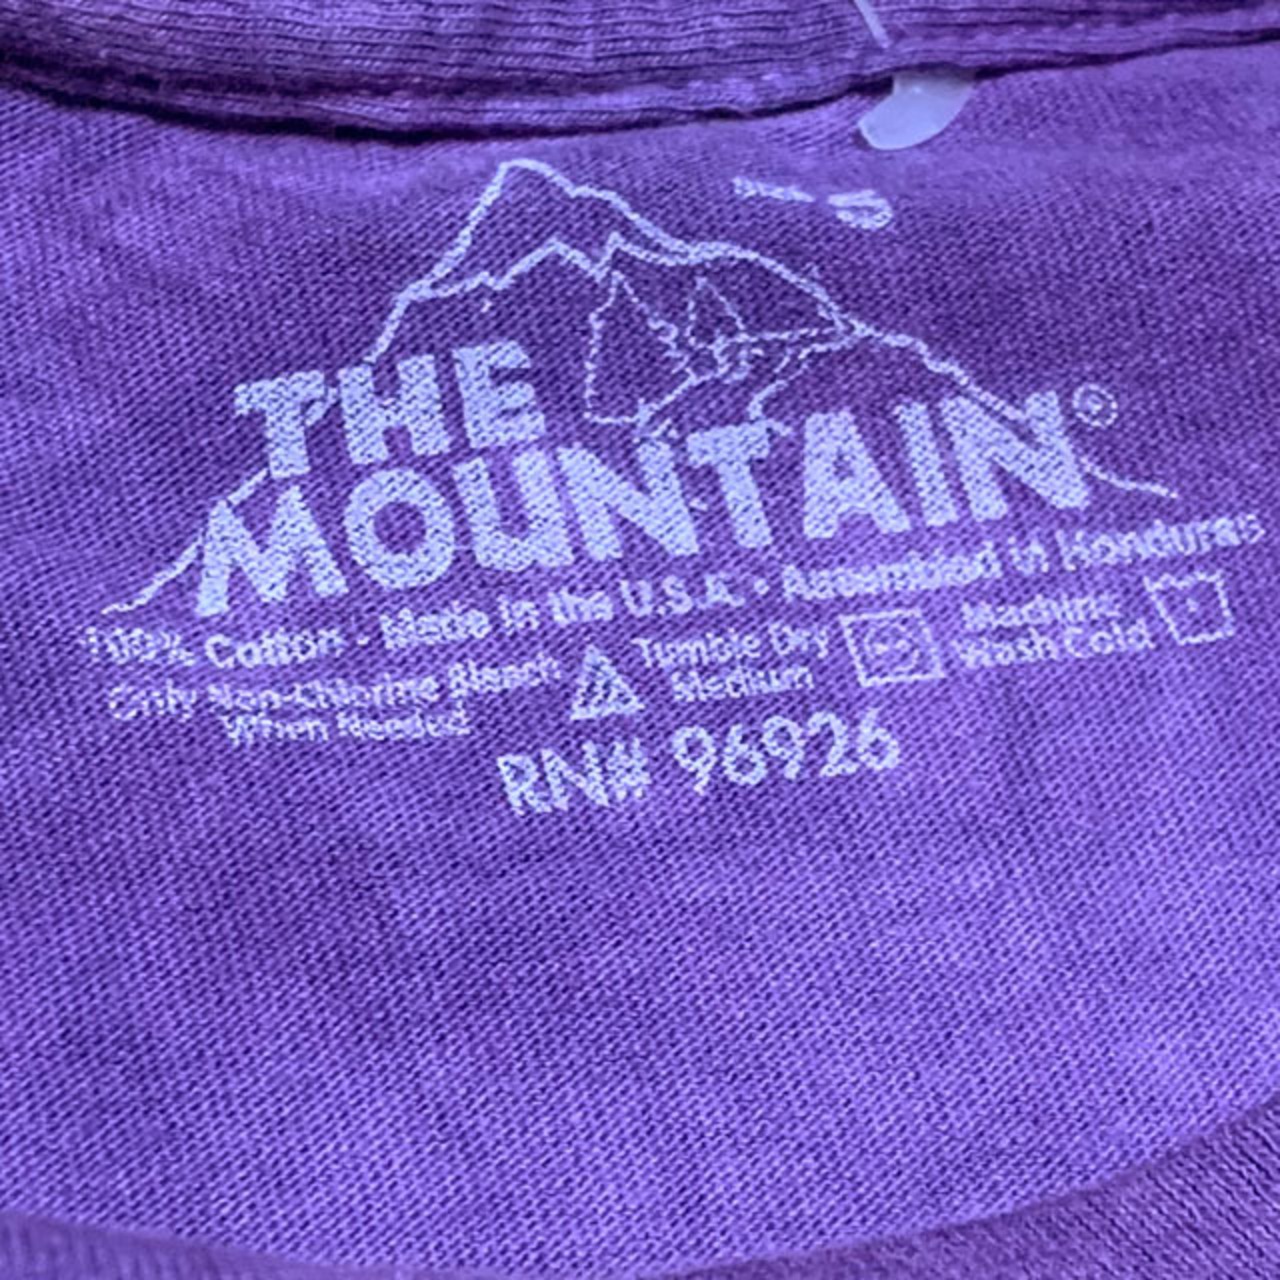 THE
MOUNTAIN®
100% Cotton - Made in the U.S.A. • Assembled in Honduras
Only Non-Chlorine Bleach
When Needed
Tumble Dry
Medium
Machine
Wash Cold
RN# 96926